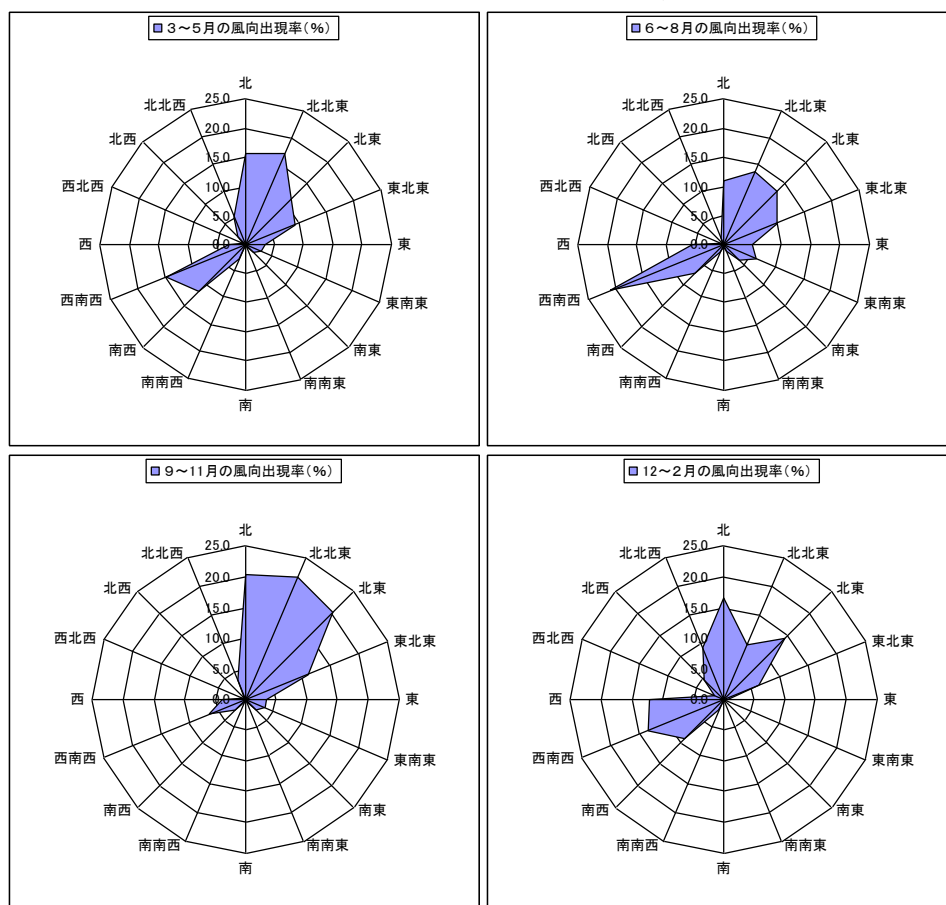 3～5月の風向出現率(%)
北
北北東
北東
東北東
東
東南東
南東
南南東
南
南南西
南西
西南西
西
西北西
北西
北北西
25.0
20.0
15.0
10.0
5.0
0.0
6～8月の風向出現率(%)
北
北北東
北東
東北東
東
東南東
南東
南南東
南
南南西
南西
西南西
西
西北西
北西
北北西
25.0
20.0
15.0
10.0
5.0
0.0
9～11月の風向出現率(%)
北
北北東
北東
東北東
東
東南東
南東
南南東
南
南南西
南西
西南西
西
西北西
北西
北北西
25.0
20.0
15.0
10.0
5.0
0.0
12～2月の風向出現率(%)
北
北北東
北東
東北東
東
東南東
南東
南南東
南
南南西
南西
西南西
西
西北西
北西
北北西
25.0
20.0
15.0
10.0
5.0
0.0